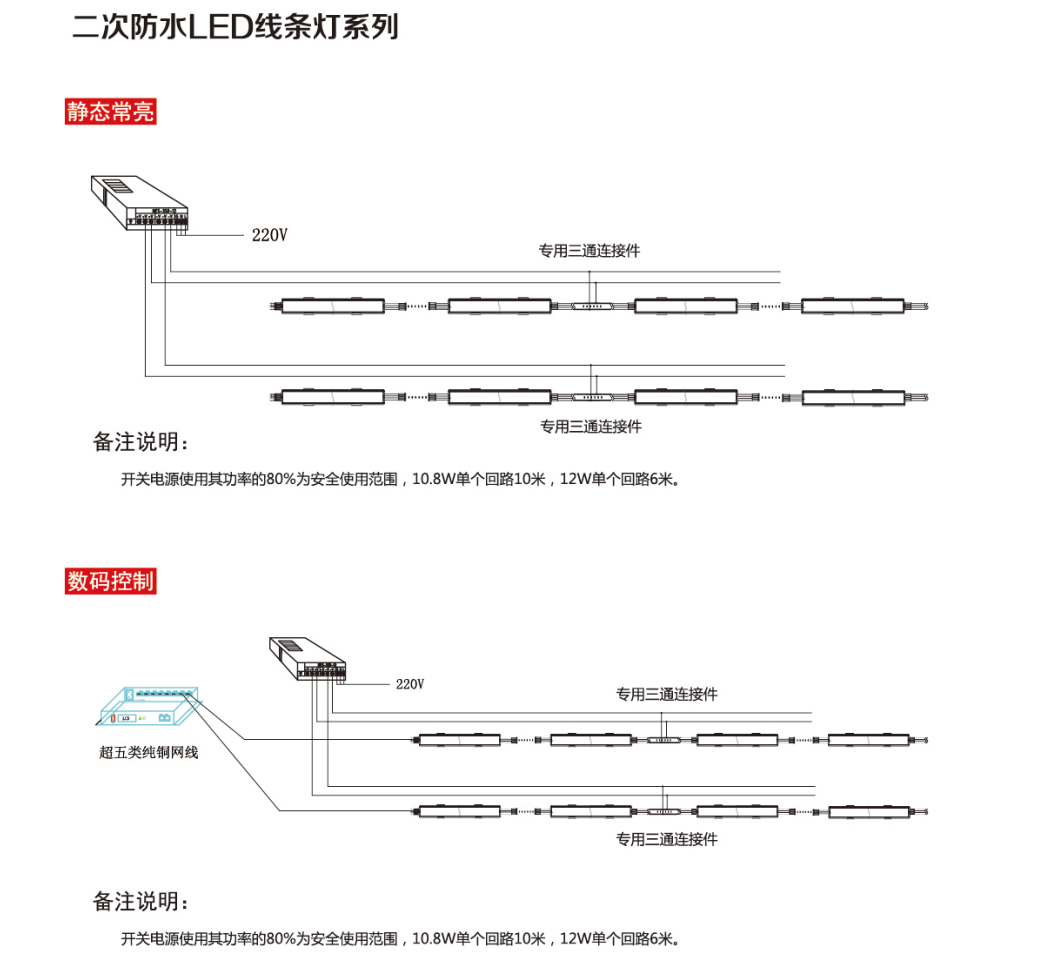 二次防水LED线条灯系列
静态常亮
220V
专用三通连接件
专用三通连接件
备注说明：
开关电源使用其功率的80%为安全使用范围，10.8W单个回路10米，12W单个回路6米。
数码控制
220V
专用三通连接件
超五类纯铜网线
专用三通连接件
备注说明：
开关电源使用其功率的80%为安全使用范围，10.8W单个回路10米，12W单个回路6米。